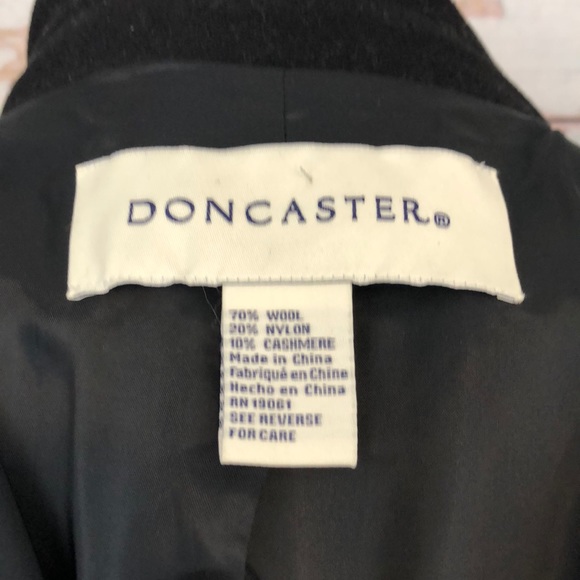 DONCASTER®
70% WOOL
20% NYLON
10% CASHMERE
Made in China
Fabriqué en Chine
Hecho en China
RN 19061
SEE REVERSE
FOR CARE